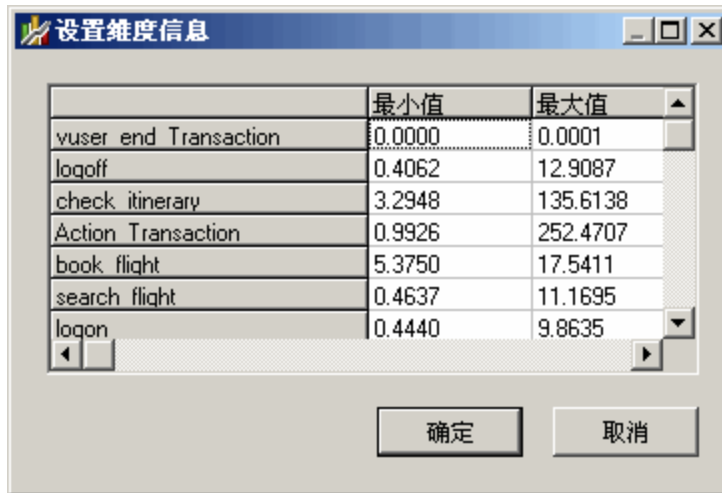 设置维度信息
最小值 最大值
vuser_end_Transaction 0.0000 0.0001
logoff 0.4062 12.9087
check_itinerary 3.2948 135.6138
Action_Transaction 0.9926 252.4707
book_flight 5.3750 17.5411
search_flight 0.4637 11.1695
logon 0.4440 9.8635
确定 取消